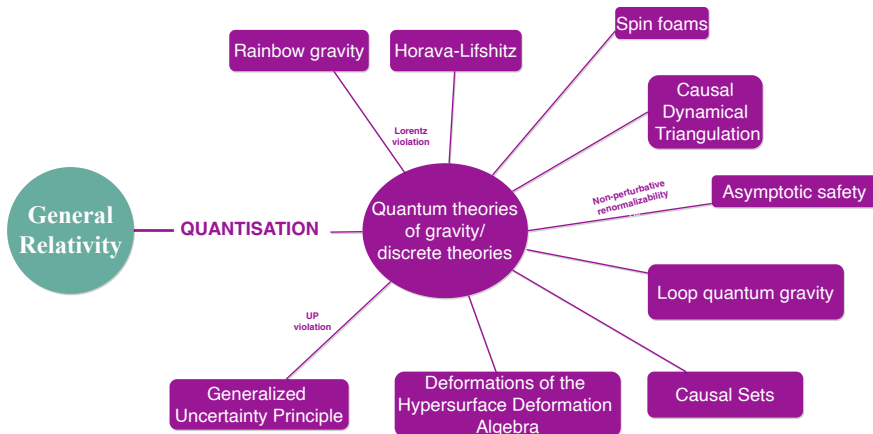 Spin foams
Rainbow gravity
Horava-Lifshitz
Causal
Dynamical
Triangulation
Lorentz
violation
Non-perturbative
renormalizability
Asymptotic safety
General
Relativity
QUANTISATION
Quantum theories
of gravity/
discrete theories
Loop quantum gravity
UP
violation
Generalized
Uncertainty Principle
Deformations of the
Hypersurface Deformation
Algebra
Causal Sets